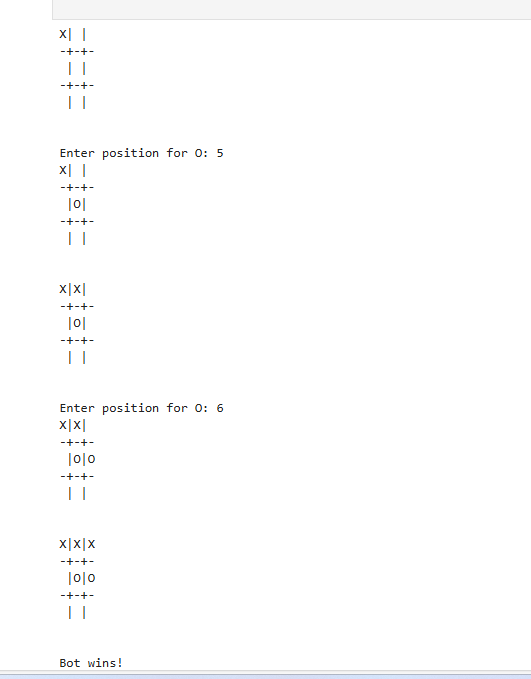 X| |
-+-+-
 | |
-+-+-
 | |
Enter position for O: 5
X| |
-+-+-
 |O|
-+-+-
 | |
X|X|
-+-+-
 |O|
-+-+-
 | |
Enter position for O: 6
X|X|
-+-+-
 |O|O
-+-+-
 | |
X|X|X
-+-+-
 |O|O
-+-+-
 | |
Bot wins!